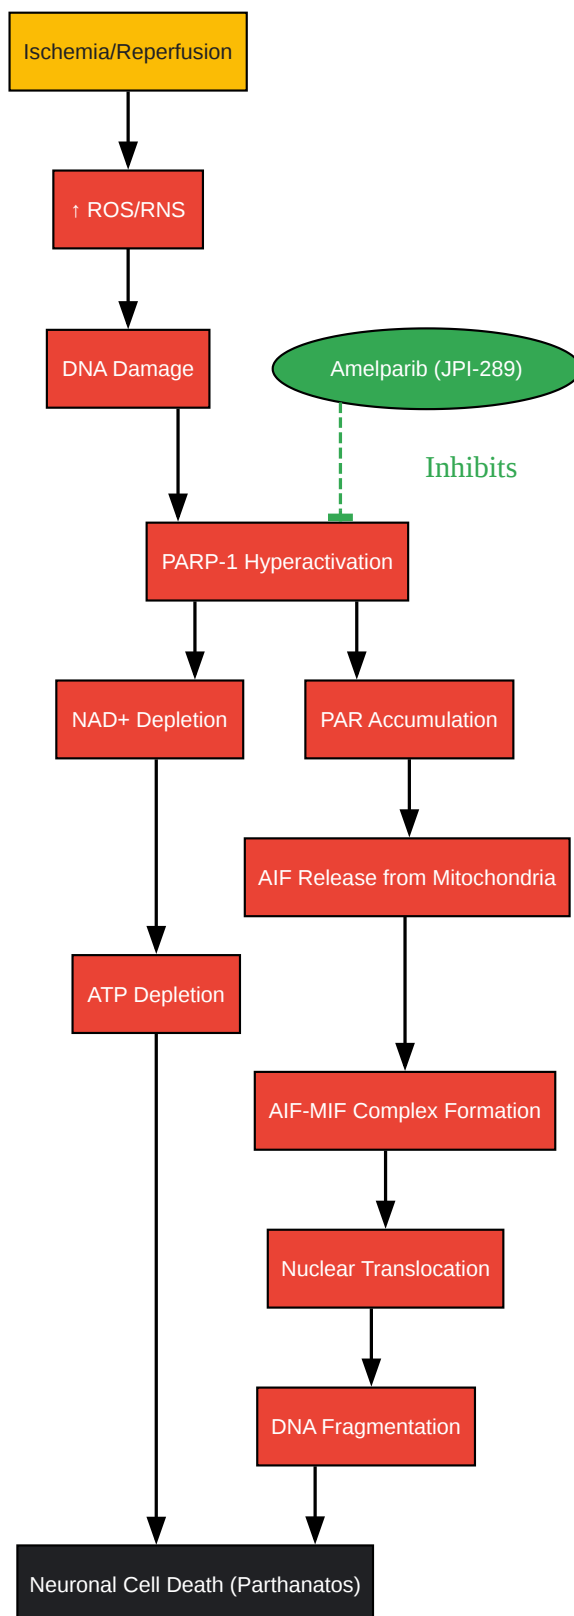 Ischemia/Reperfusion
↑ ROS/RNS
DNA Damage
Amelparib (JPI-289)
Inhibits
PARP-1 Hyperactivation
NAD+ Depletion
PAR Accumulation
AIF Release from Mitochondria
ATP Depletion
AIF-MIF Complex Formation
Nuclear Translocation
DNA Fragmentation
Neuronal Cell Death (Parthanatos)